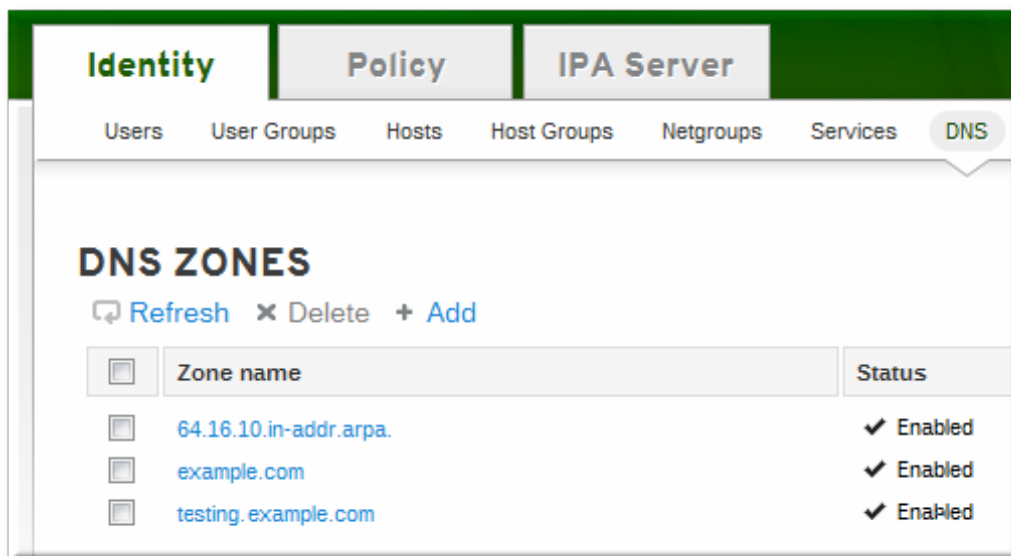 Identity Policy IPA Server
Users User Groups Hosts Host Groups Netgroups Services DNS
DNS ZONES
Refresh Delete + Add
Zone name Status
64.16.10.in-addr.arpa. Enabled
example.com Enabled
testing.example.com Enabled